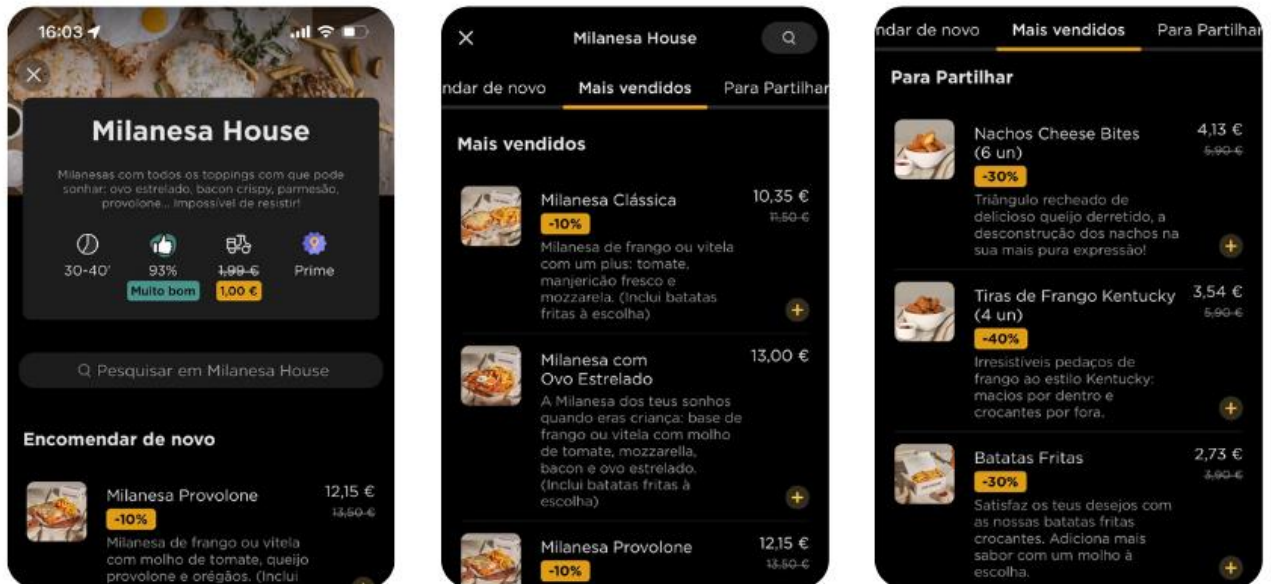 16:03
Milanesa House
Milanesas com todos os toppings com que pode
sonhar: ovo estrelado, bacon crispy, parmesão,
provolone... Impossível de resistir!
30-40'
93%
1,99 €
Prime
Muito bom
1,00 €
Pesquisar em Milanesa House
Encomendar de novo
Milanesa Provolone
12,15 €
-10%
13,50 €
Milanesa de frango ou vitela
com molho de tomate, queijo
provolone e orégãos. (Inclui
Milanesa House
ndar de novo
Mais vendidos
Para Partilhar
Mais vendidos
Milanesa Clássica
10,35 €
-10%
11,50 €
Milanesa de frango ou vitela
com um plus: tomate,
manjericão fresco e
mozzarela. (Inclui batatas
fritas à escolha)
Milanesa com
Ovo Estrelado
13,00 €
A Milanesa dos teus sonhos
quando eras criança: base de
frango ou vitela com molho
de tomate, mozzarella,
bacon e ovo estrelado.
(Inclui batatas fritas à
escolha)
Milanesa Provolone
12,15 €
-10%
13,50 €
ndar de novo
Mais vendidos
Para Partilhar
Para Partilhar
Nachos Cheese Bites
(6 un)
4,13 €
5,90 €
-30%
Triângulo recheado de
delicioso queijo derretido, a
desconstrução dos nachos na
sua mais pura expressão!
Tiras de Frango Kentucky
(4 un)
3,54 €
5,90 €
-40%
Irresistíveis pedaços de
frango ao estilo Kentucky:
macios por dentro e
crocantes por fora.
Batatas Fritas
2,73 €
-30%
3,90 €
Satisfaz os teus desejos com
as nossas batatas fritas
crocantes. Adiciona mais
sabor com um molho à
escolha.